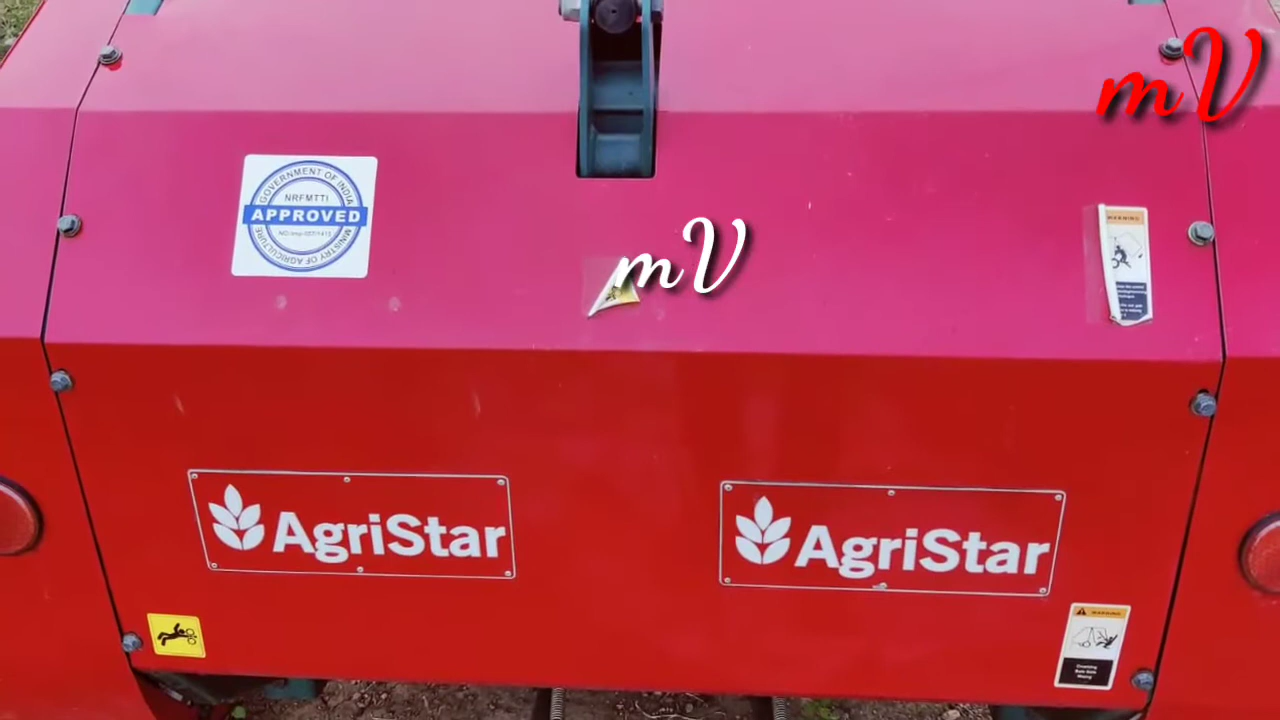 mV
GOVERNMENT OF INDIA
NRFMTTI
APPROVED
MINISTRY OF AGRICULTURE
WARNING
mV
AgriStar
AgriStar
WARNING